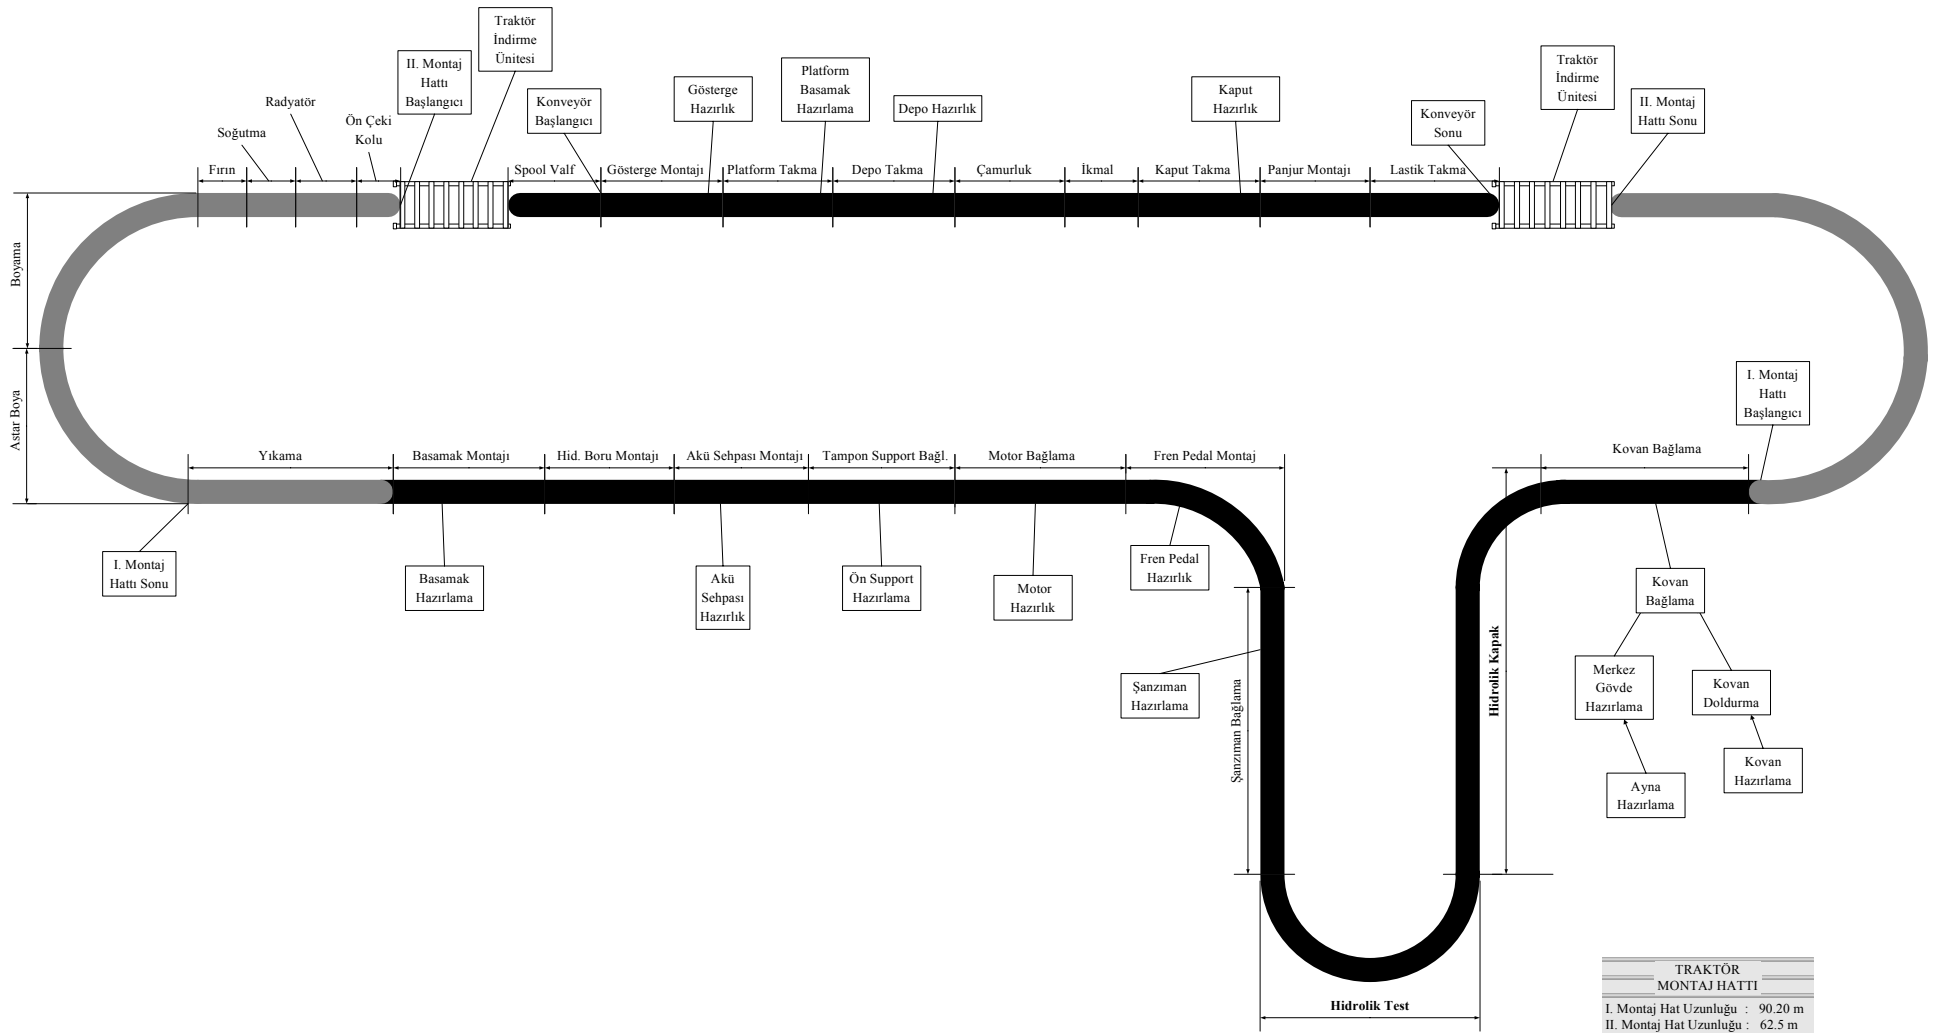 Traktör
İndirme
Ünitesi
II. Montaj
Hattı
Başlangıcı
Radyatör
Soğutma
Ön Çeki
Kolu
Konveyör
Başlangıcı
Gösterge
Hazırlık
Platform
Basamak
Hazırlama
Depo Hazırlık
Kaput
Hazırlık
Konveyör
Sonu
Traktör
İndirme
Ünitesi
II. Montaj
Hattı Sonu
Fırın
Spool Valf
Gösterge Montajı
Platform Takma
Depo Takma
Çamurluk
İkmal
Kaput Takma
Panjur Montajı
Lastik Takma
Boyama
Astar Boya
I. Montaj
Hattı
Başlangıcı
Yıkama
Basamak Montajı
Hid. Boru Montajı
Akü Sehpası Montajı
Tampon Support Bağl.
Motor Bağlama
Fren Pedal Montaj
Kovan Bağlama
I. Montaj
Hattı Sonu
Basamak
Hazırlama
Akü
Sehpası
Hazırlık
Ön Support
Hazırlama
Motor
Hazırlık
Fren Pedal
Hazırlık
Kovan
Bağlama
Şanzıman
Hazırlama
Şanzıman Bağlama
Hidrolik Kapak
Merkez
Gövde
Hazırlama
Kovan
Doldurma
Ayna
Hazırlama
Kovan
Hazırlama
Hidrolik Test
TRAKTÖR
MONTAJ HATTI
I. Montaj Hat Uzunluğu : 90.20 m
II. Montaj Hat Uzunluğu : 62.5 m